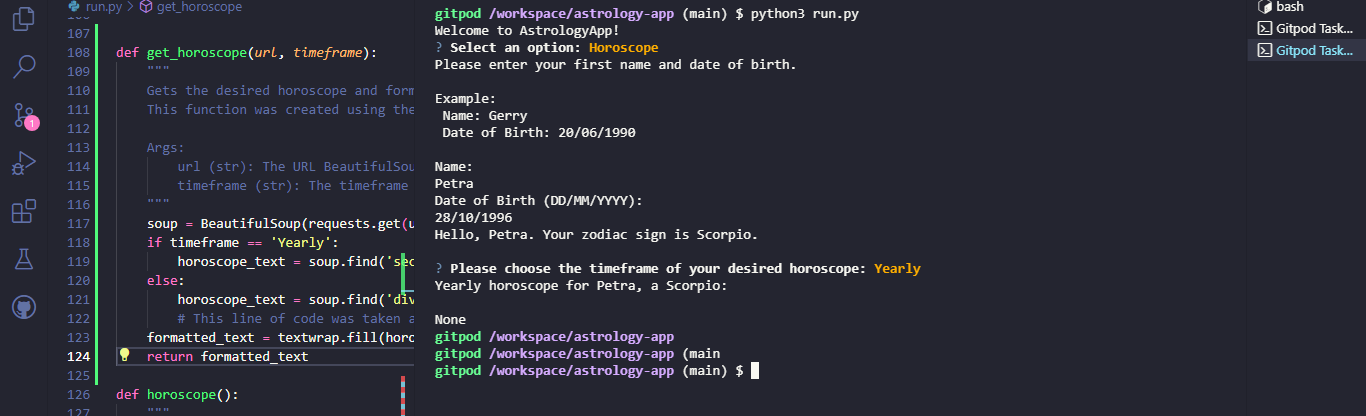 run.py > get_horoscope
107
108 def get_horoscope(url, timeframe):
109 """
110 Gets the desired horoscope and form
111 This function was created using the
112
113 Args:
114 url (str): The URL BeautifulSou
115 timeframe (str): The timeframe
116 """
117 soup = BeautifulSoup(requests.get(u
118 if timeframe == 'Yearly':
119 horoscope_text = soup.find('sec
120 else:
121 horoscope_text = soup.find('div
122 # This line of code was taken a
123 formatted_text = textwrap.fill(horo
124 return formatted_text
125
126 def horoscope():
127 """
1
gitpod /workspace/astrology-app (main) $ python3 run.py
Welcome to AstrologyApp!
? Select an option: Horoscope
Please enter your first name and date of birth.
Example:
Name: Gerry
Date of Birth: 20/06/1990
Name:
Petra
Date of Birth (DD/MM/YYYY):
28/10/1996
Hello, Petra. Your zodiac sign is Scorpio.
? Please choose the timeframe of your desired horoscope: Yearly
Yearly horoscope for Petra, a Scorpio:
None
gitpod /workspace/astrology-app
gitpod /workspace/astrology-app (main
gitpod /workspace/astrology-app (main) $
bash
Gitpod Task...
Gitpod Task...